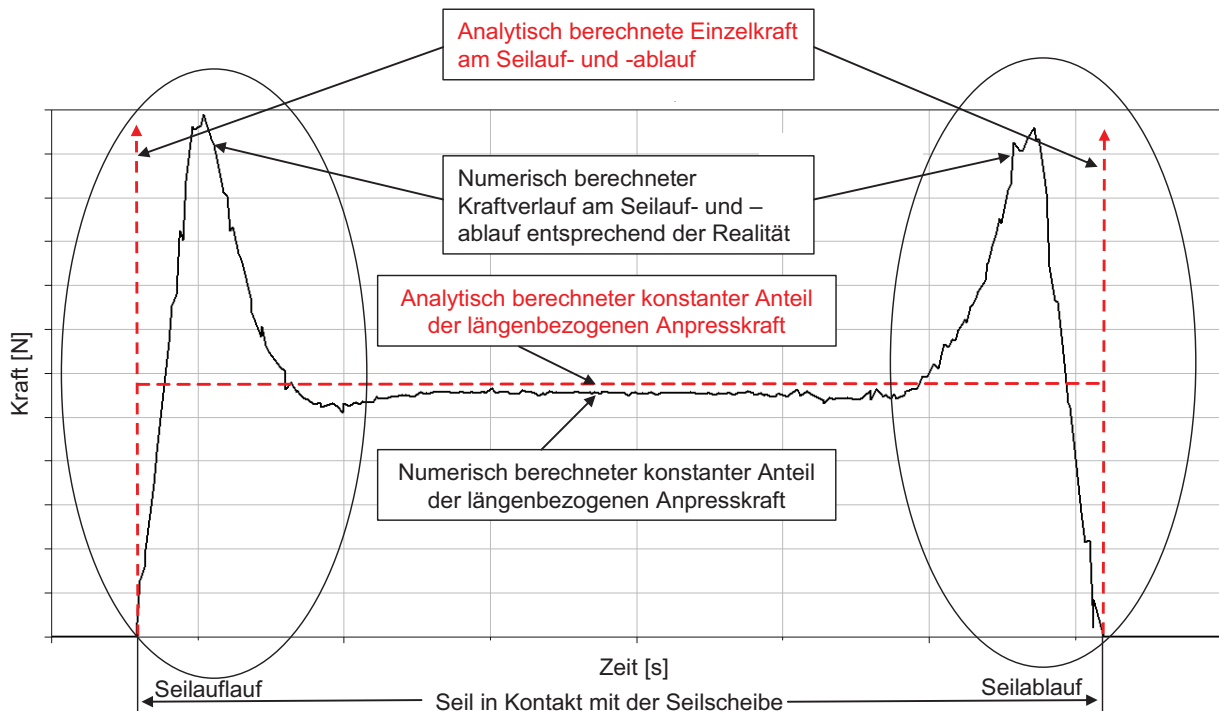 Analytisch berechnete Einzelkraft
am Seilauf- und -ablauf
Numerisch berechneter
Kraftverlauf am Seilauf- und –
ablauf entsprechend der Realität
Analytisch berechneter konstanter Anteil
der längenbezogenen Anpresskraft
Numerisch berechneter konstanter Anteil
der längenbezogenen Anpresskraft
Kraft [N]
Zeit [s]
Seilauflauf
Seilablauf
Seil in Kontakt mit der Seilscheibe